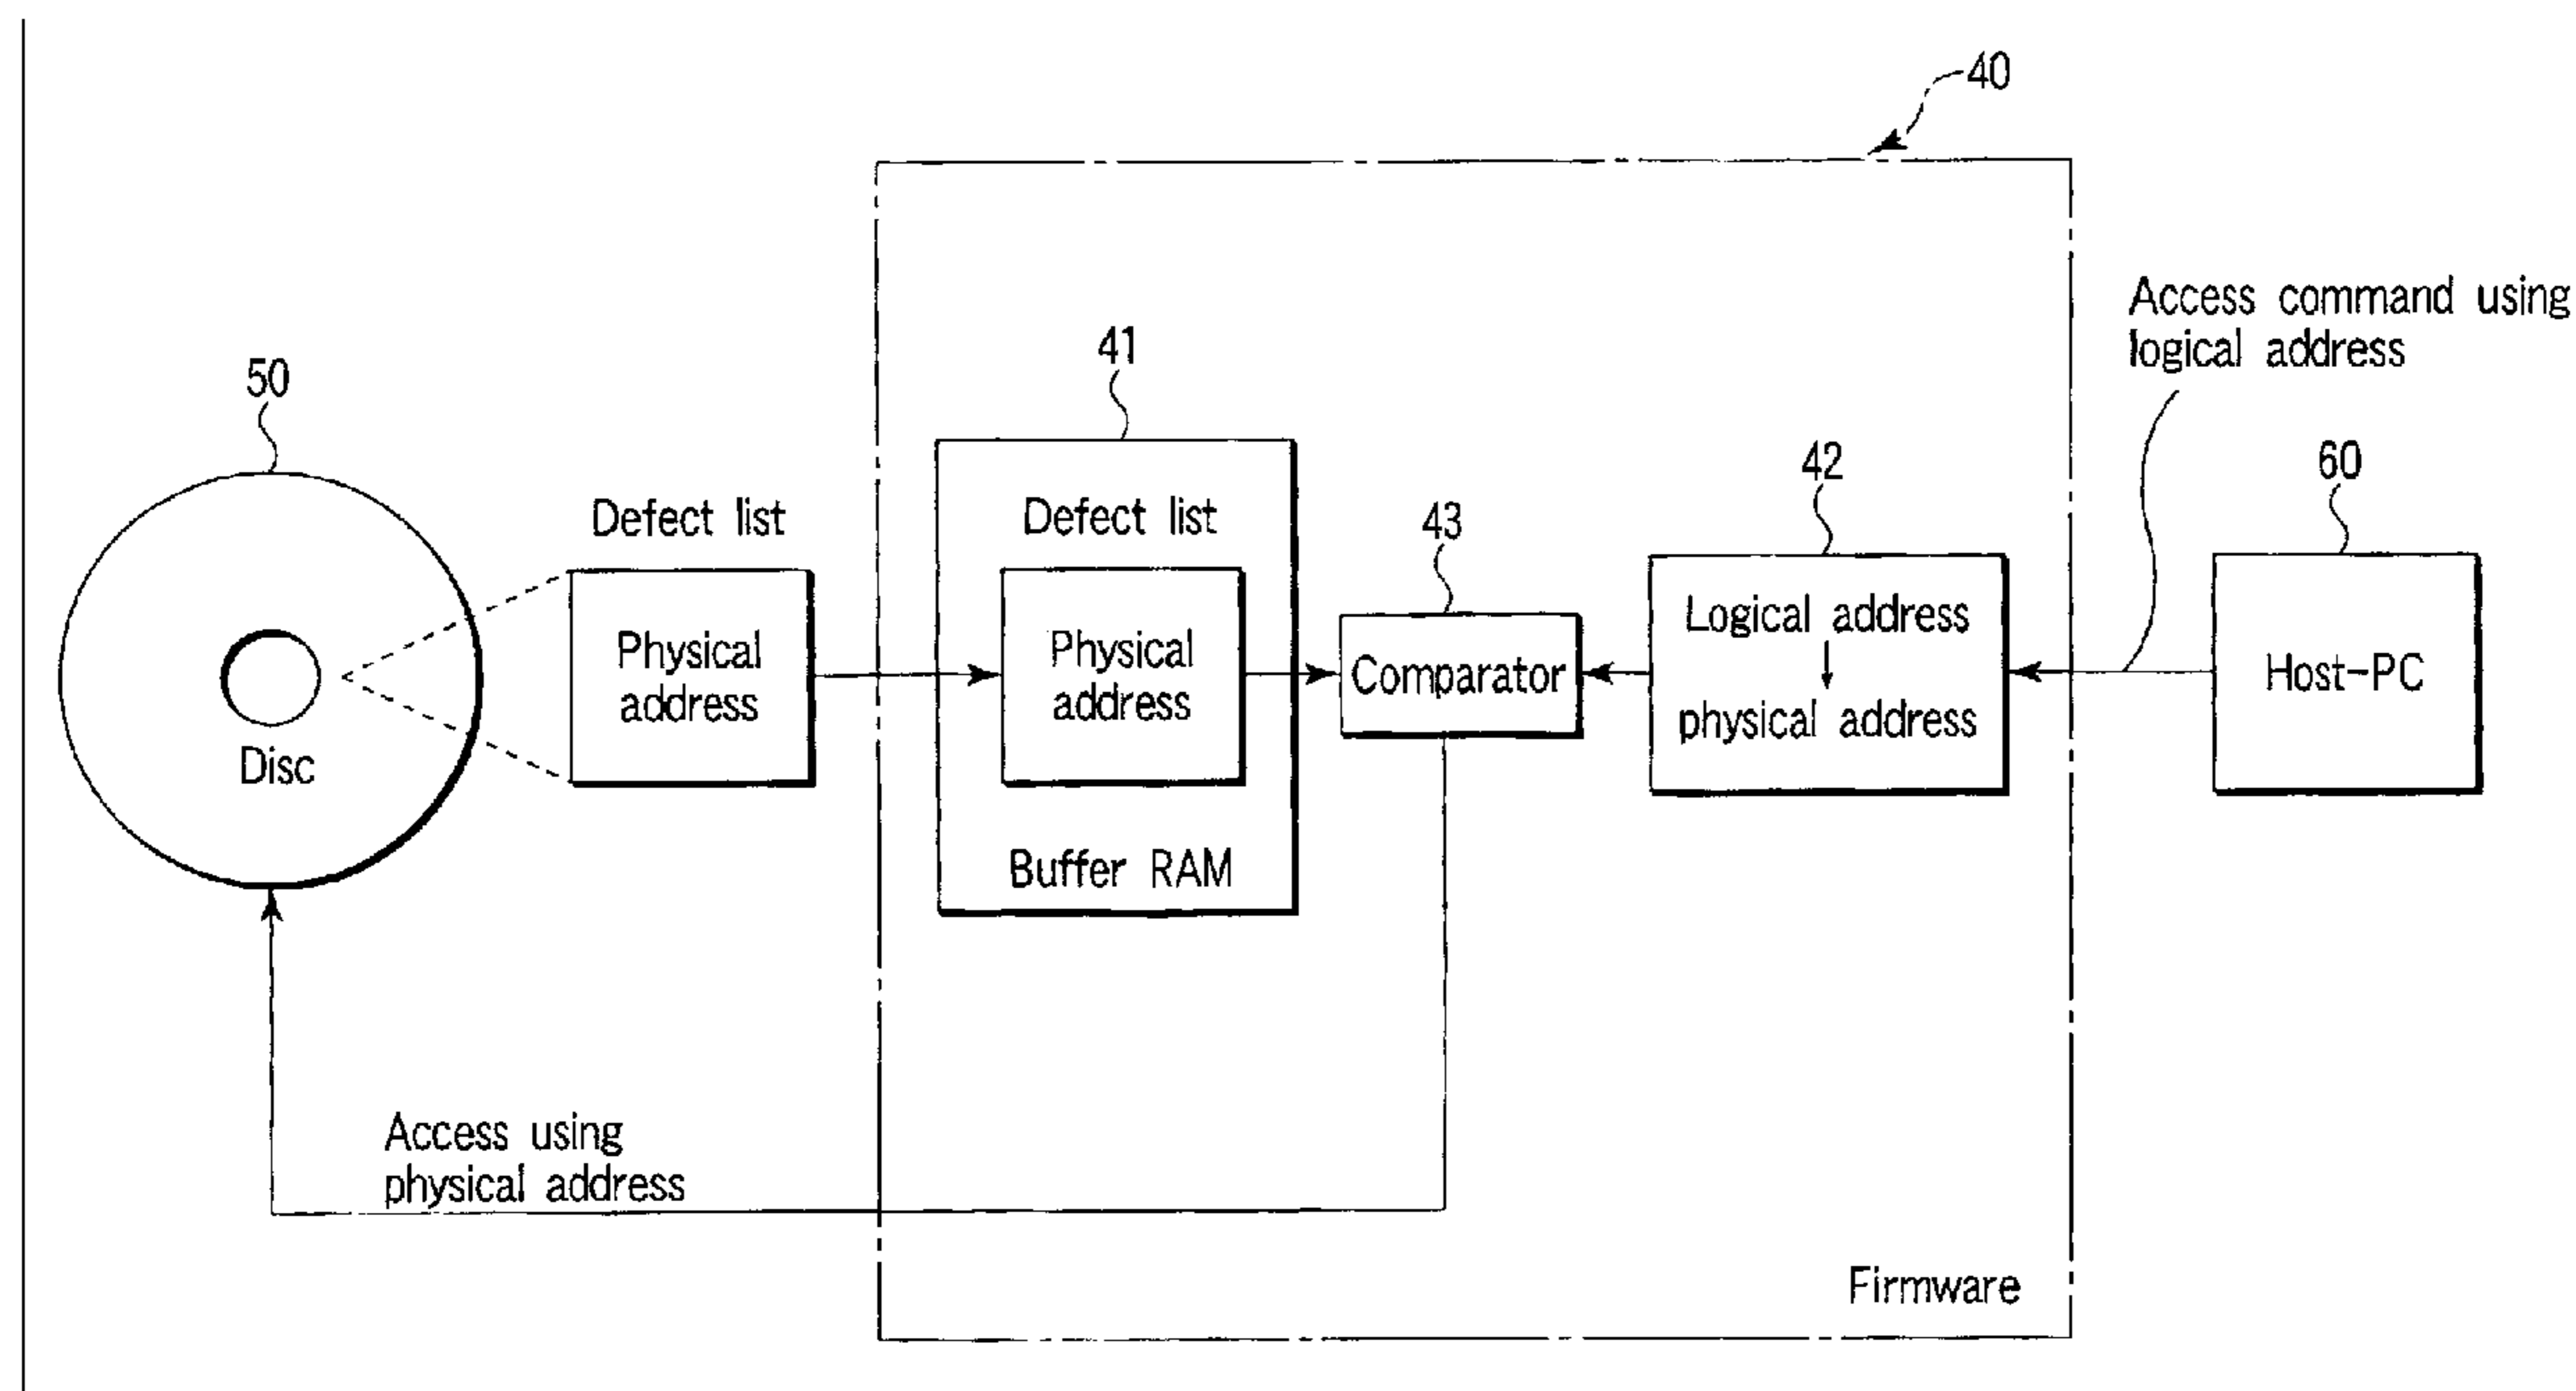 40
Access command using
logical address
41
50
42
60
Defect list
Defect list
43
Physical
address
Physical
address
Comparator
Logical address
physical address
Host-PC
Disc
Buffer RAM
Access using
physical address
Firmware